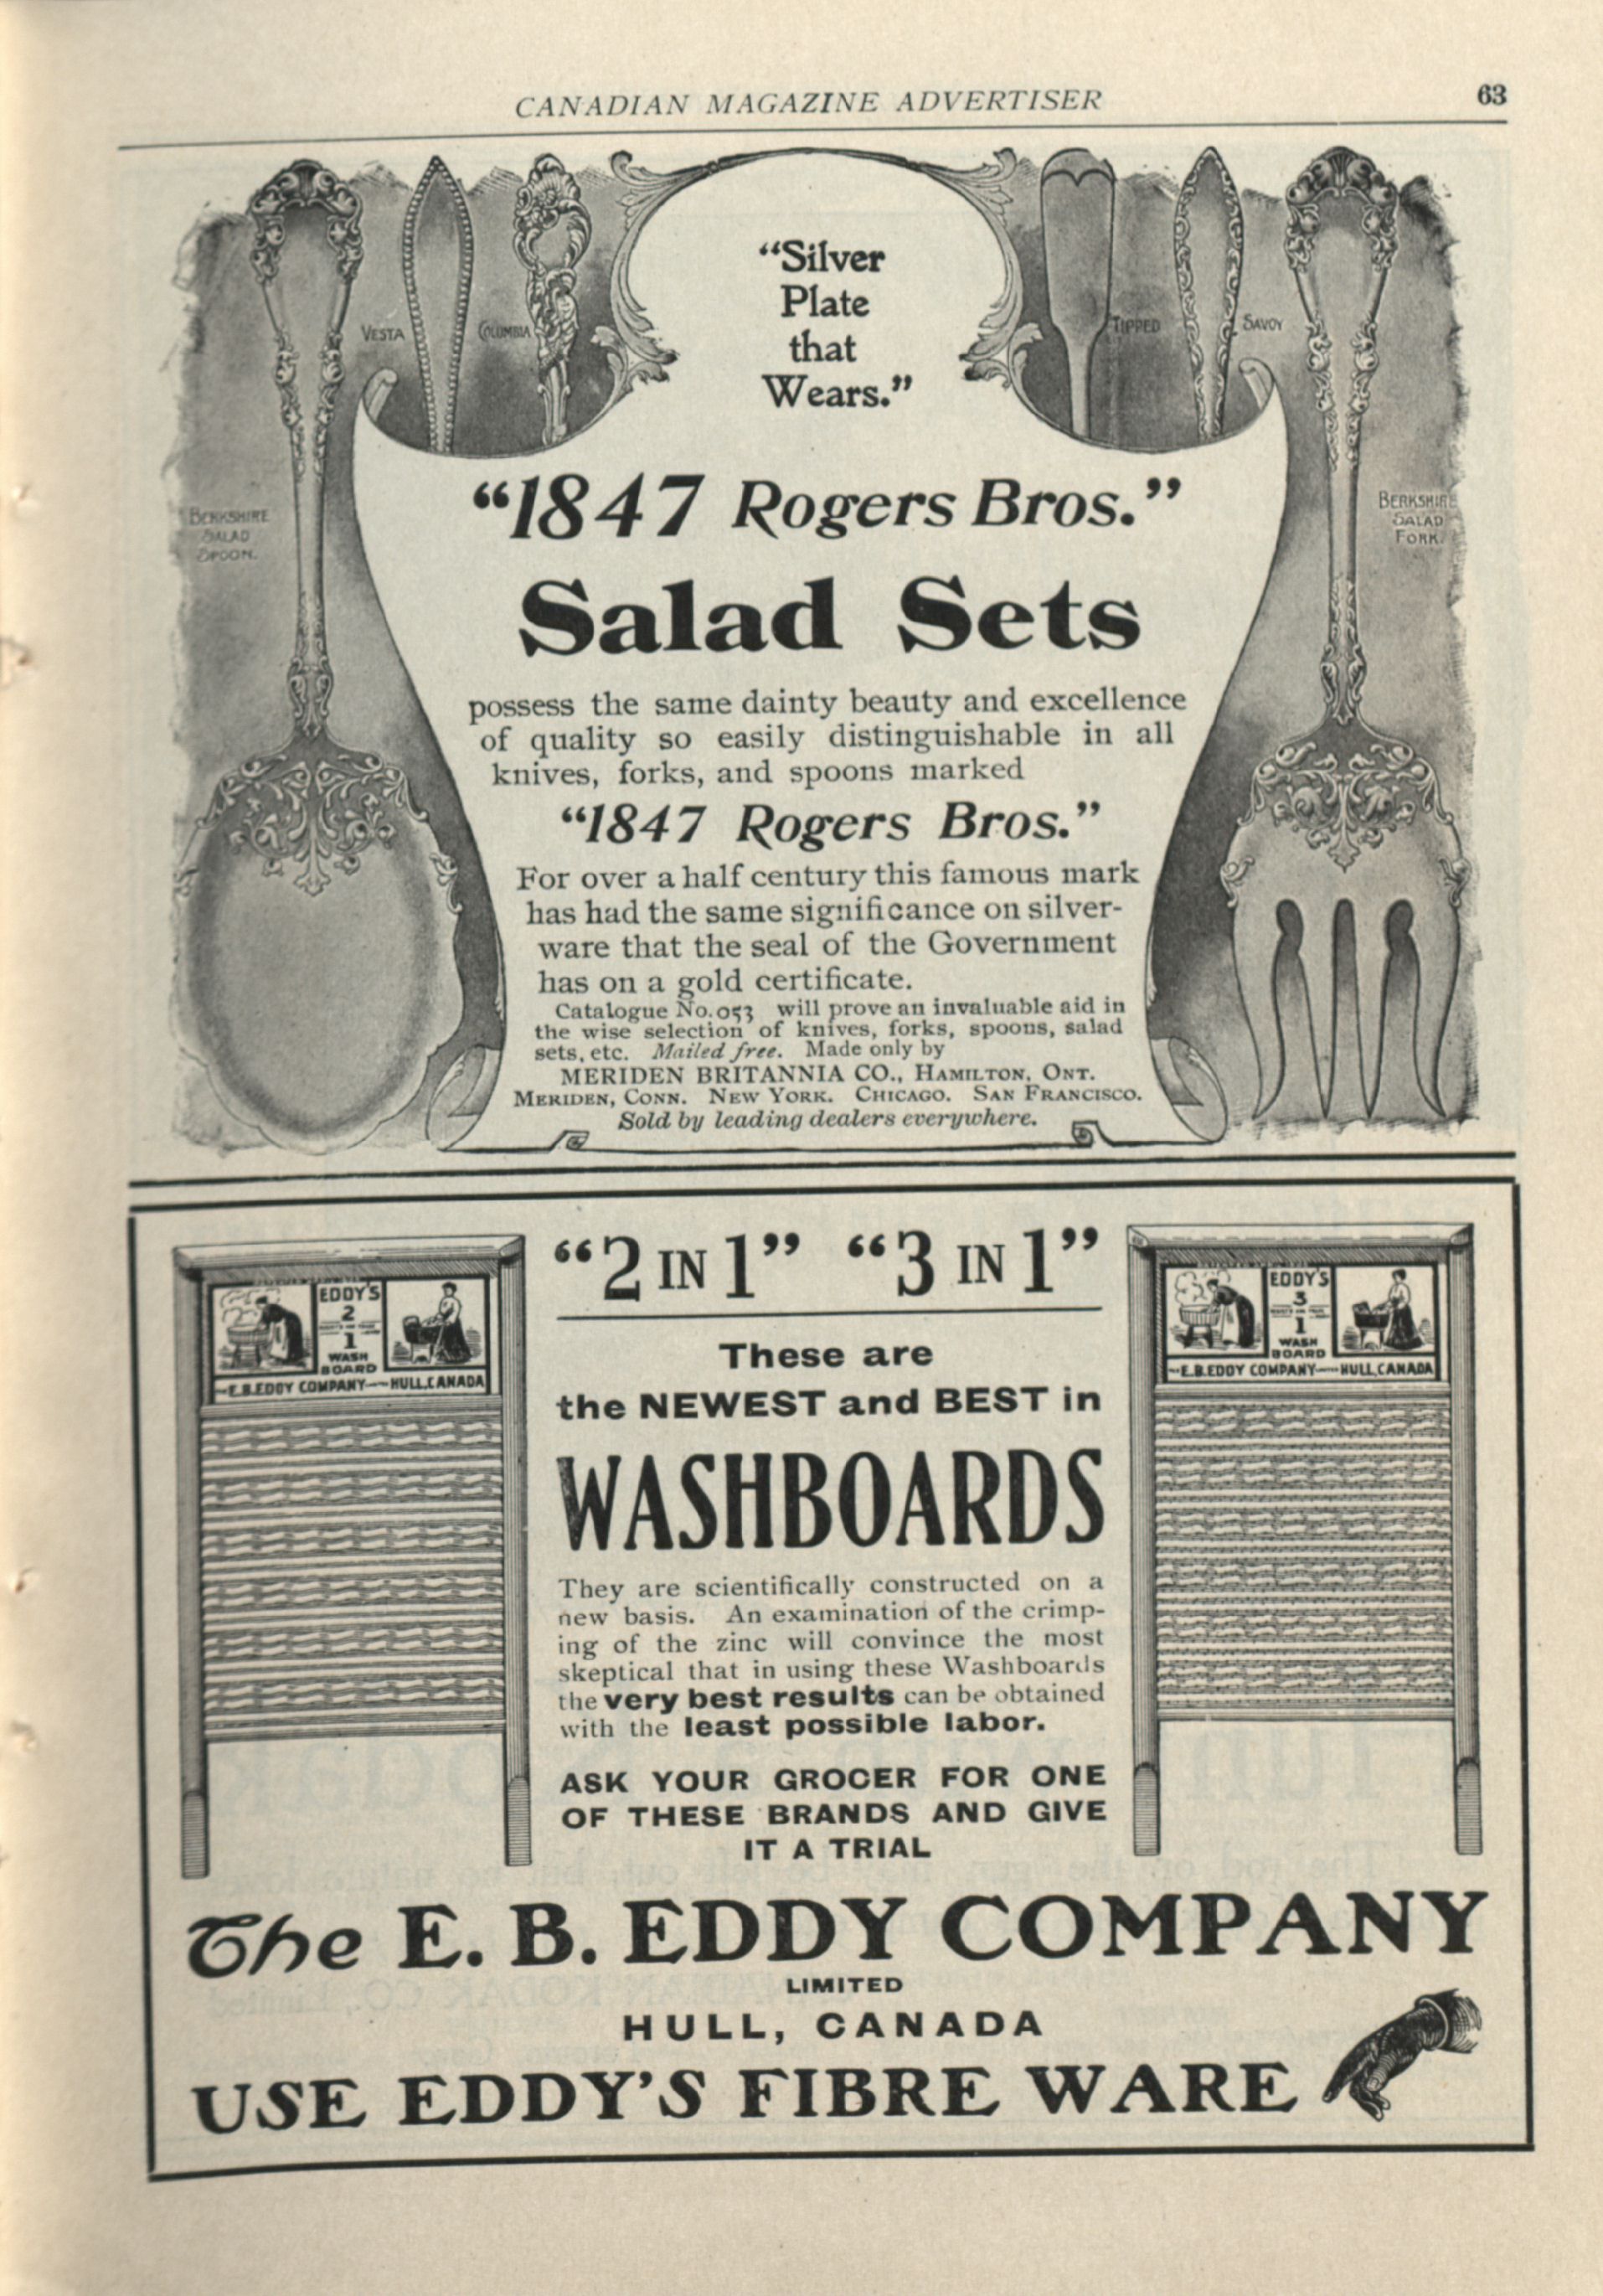 CANADIAN MAGAZINE ADVERTISER
63
VESTA
COLUMBIA
TIPPED
SAVOY
BERKSHIRE
SALAD
SPOON.
BERKSHIRE
SALAD
FORK.
“Silver
Plate
that
Wears.”
“1847 Rogers Bros.”
Salad Sets
possess the same dainty beauty and excellence
of quality so easily distinguishable in all
knives, forks, and spoons marked
“1847 Rogers Bros.”
For over a half century this famous mark
has had the same significance on silver-
ware that the seal of the Government
has on a gold certificate.
Catalogue No. 053 will prove an invaluable aid in
the wise selection of knives, forks, spoons, salad
sets, etc. Mailed free. Made only by
MERIDEN BRITANNIA CO., HAMILTON, ONT.
MERIDEN, CONN. NEW YORK. CHICAGO. SAN FRANCISCO.
Sold by leading dealers everywhere.
“2 IN 1” “3 IN 1”
EDDY'S
2
1
WASH
BOARD
E.B.EDDY COMPANY—HULL,CANADA
EDDY'S
3
1
WASH
BOARD
E.B.EDDY COMPANY—HULL,CANADA
These are
the NEWEST and BEST in
WASHBOARDS
They are scientifically constructed on a
new basis. An examination of the crimp-
ing of the zinc will convince the most
skeptical that in using these Washboards
the very best results can be obtained
with the least possible labor.
ASK YOUR GROCER FOR ONE
OF THESE BRANDS AND GIVE
IT A TRIAL
The E. B. EDDY COMPANY
LIMITED
HULL, CANADA
USE EDDY'S FIBRE WARE